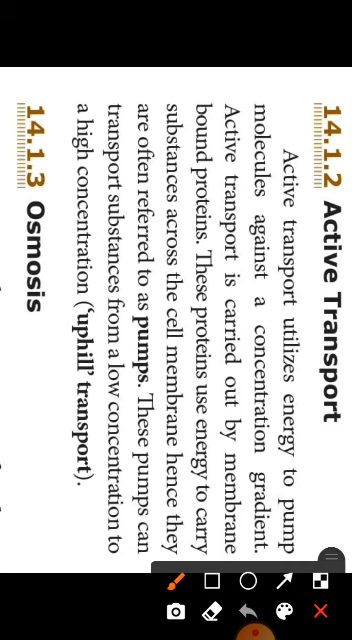 14.1.2 Active Transport
Active transport utilizes energy to pump
molecules against a concentration gradient.
Active transport is carried out by membrane
bound proteins. These proteins use energy to carry
substances across the cell membrane hence they
are often referred to as pumps. These pumps can
transport substances from a low concentration to
a high concentration (‘uphill’ transport).
14.1.3 Osmosis